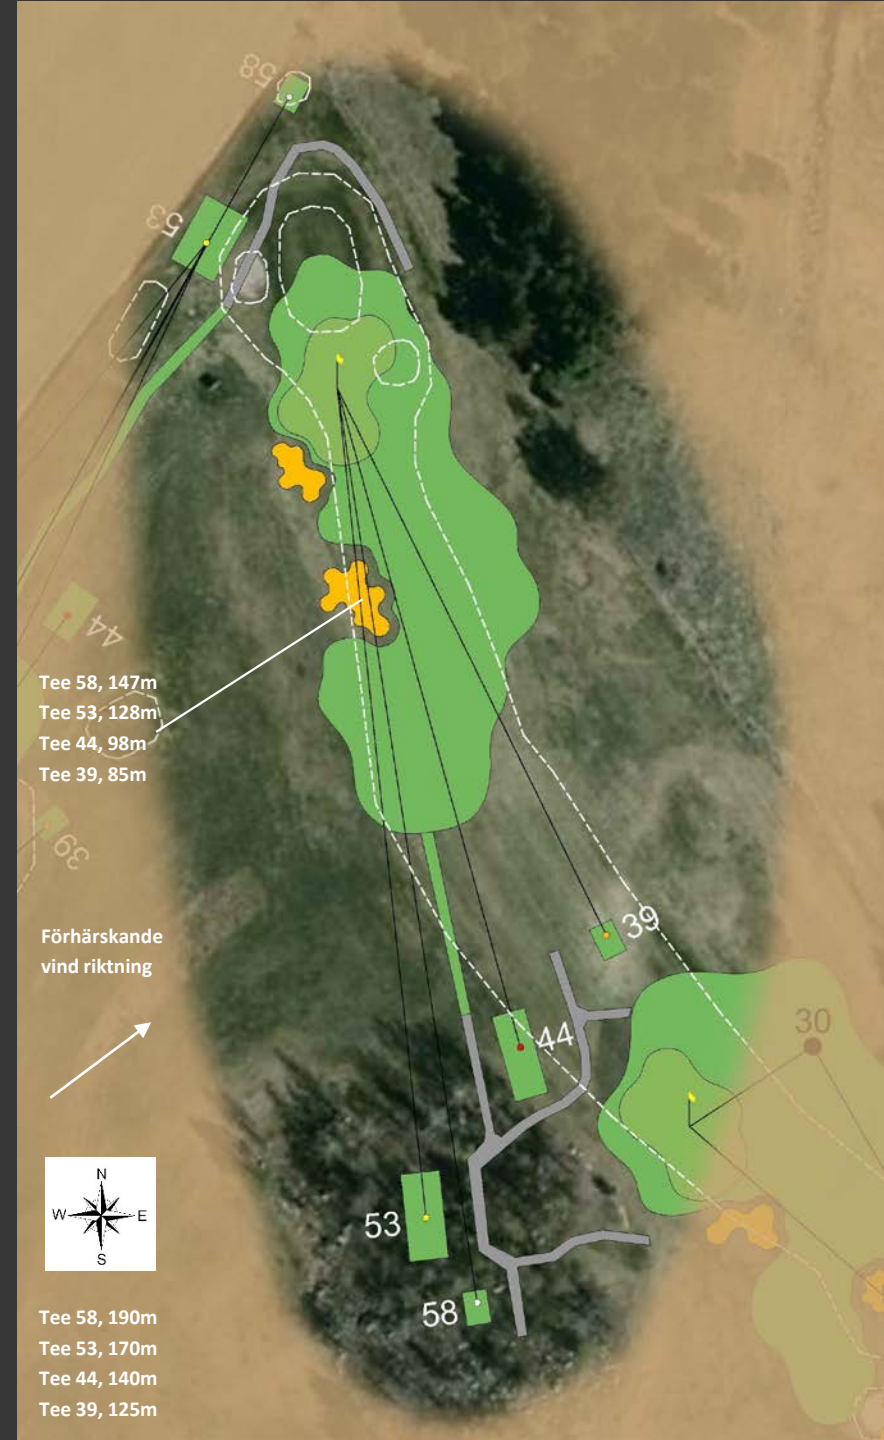 58
53
44
Tee 58, 147m
Tee 53, 128m
Tee 44, 98m
Tee 39, 85m
39
39
Förhärskande
vind riktning
30
44
N
W E
S
53
58
Tee 58, 190m
Tee 53, 170m
Tee 44, 140m
Tee 39, 125m